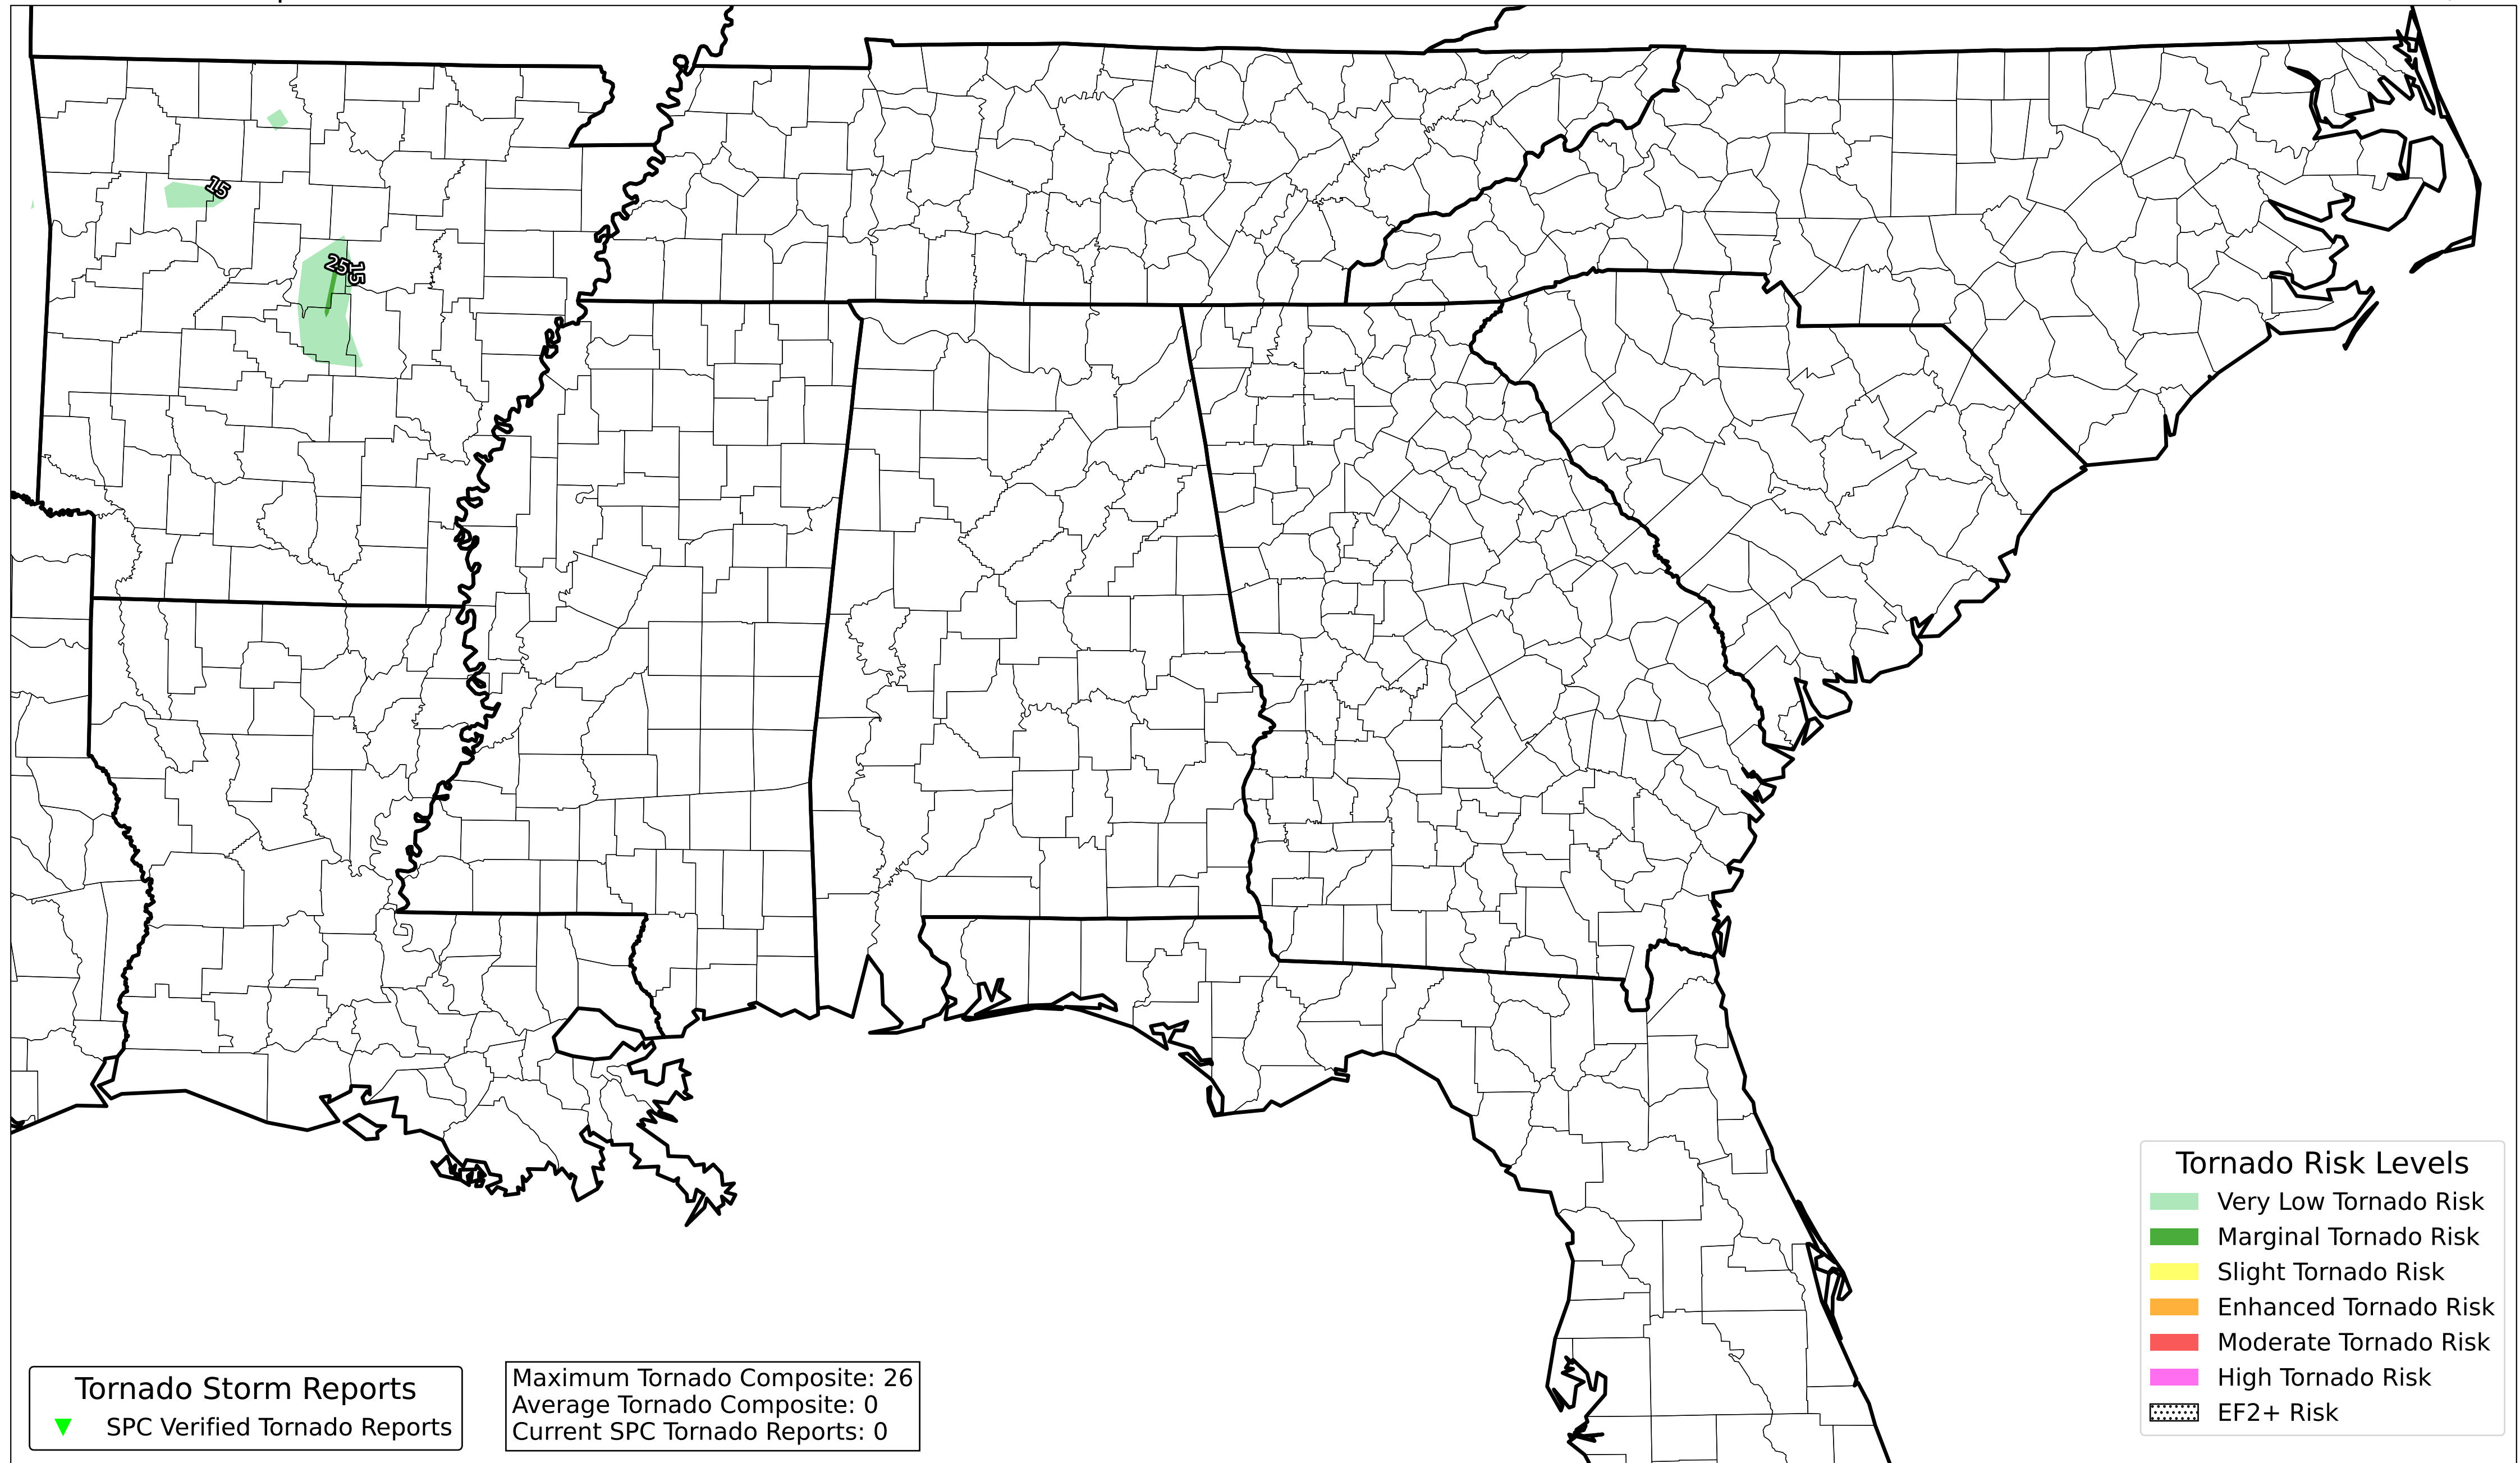 15
25
15
Tornado Risk Levels
Very Low Tornado Risk
Marginal Tornado Risk
Slight Tornado Risk
Enhanced Tornado Risk
Moderate Tornado Risk
High Tornado Risk
EF2+ Risk
Tornado Storm Reports
SPC Verified Tornado Reports
Maximum Tornado Composite: 26
Average Tornado Composite: 0
Current SPC Tornado Reports: 0